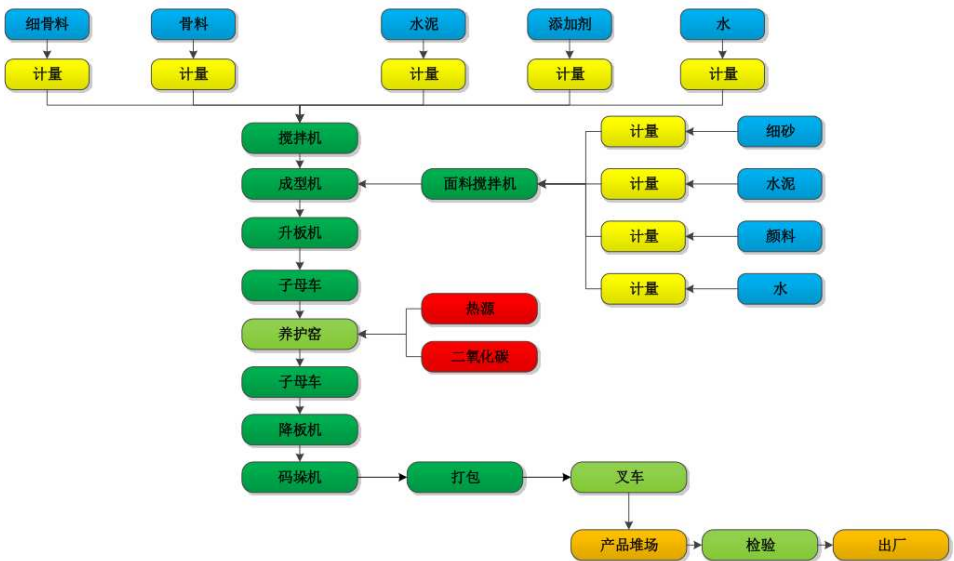 细骨料
骨料
水泥
添加剂
水
计量
计量
计量
计量
计量
搅拌机
计量
细砂
成型机
面料搅拌机
计量
水泥
升板机
计量
颜料
子母车
计量
水
热源
养护窑
二氧化碳
子母车
降板机
码垛机
打包
叉车
产品堆场
检验
出厂